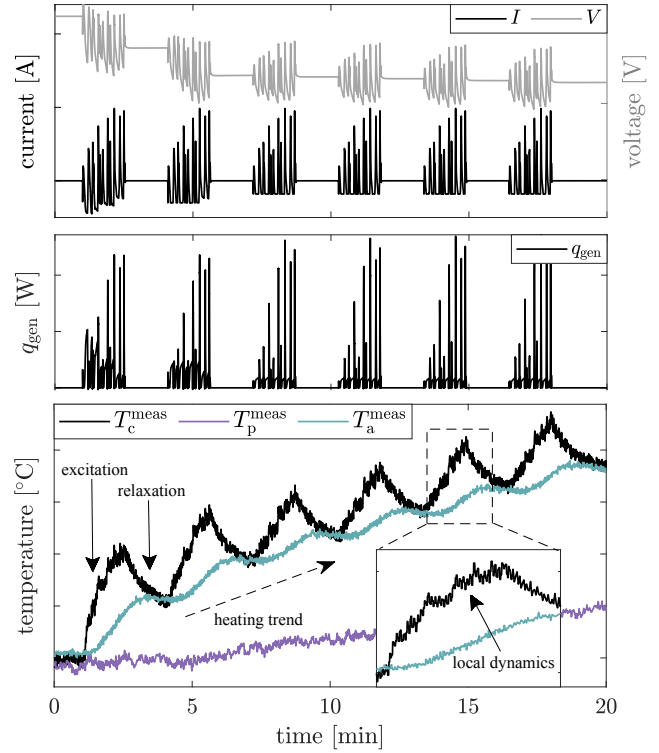 I V
current [A]
voltage [V]
q_gen
q_gen [W]
T_c^meas T_p^meas T_a^meas
excitation
relaxation
heating trend
local dynamics
temperature [°C]
0 5 10 15 20
time [min]